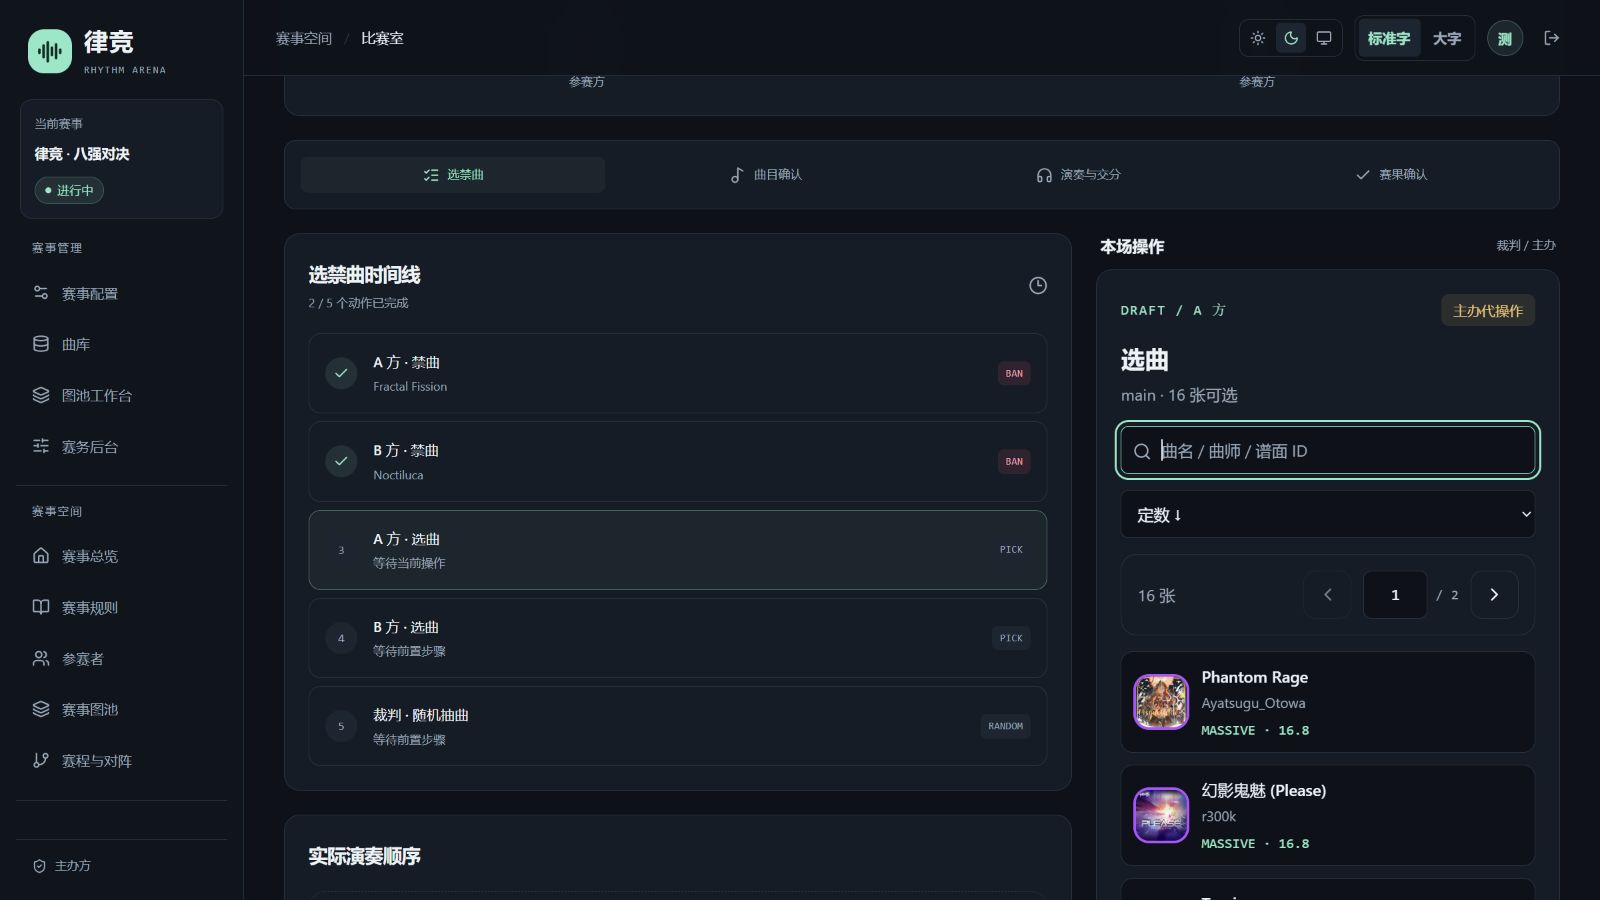 律竞
RHYTHM ARENA
当前赛事
律竞 · 八强对决
进行中
赛事管理
赛事配置
曲库
图池工作台
赛务后台
赛事空间
赛事总览
赛事规则
参赛者
赛事图池
赛程与对阵
主办方
赛事空间 / 比赛室
标准字
大字
测
参赛方
参赛方
选禁曲
曲目确认
演奏与交分
赛果确认
选禁曲时间线
2 / 5 个动作已完成
A 方 · 禁曲
Fractal Fission
BAN
B 方 · 禁曲
Noctiluca
BAN
3
A 方 · 选曲
等待当前操作
PICK
4
B 方 · 选曲
等待前置步骤
PICK
5
裁判 · 随机抽曲
等待前置步骤
RANDOM
实际演奏顺序
本场操作
裁判 / 主办
DRAFT / A 方
主办代操作
选曲
main · 16 张可选
曲名 / 曲师 / 谱面 ID
定数 ↓
16 张
1 / 2
Phantom Rage
Ayatsugu_Otowa
MASSIVE · 16.8
幻影鬼魅 (Please)
r300k
MASSIVE · 16.8